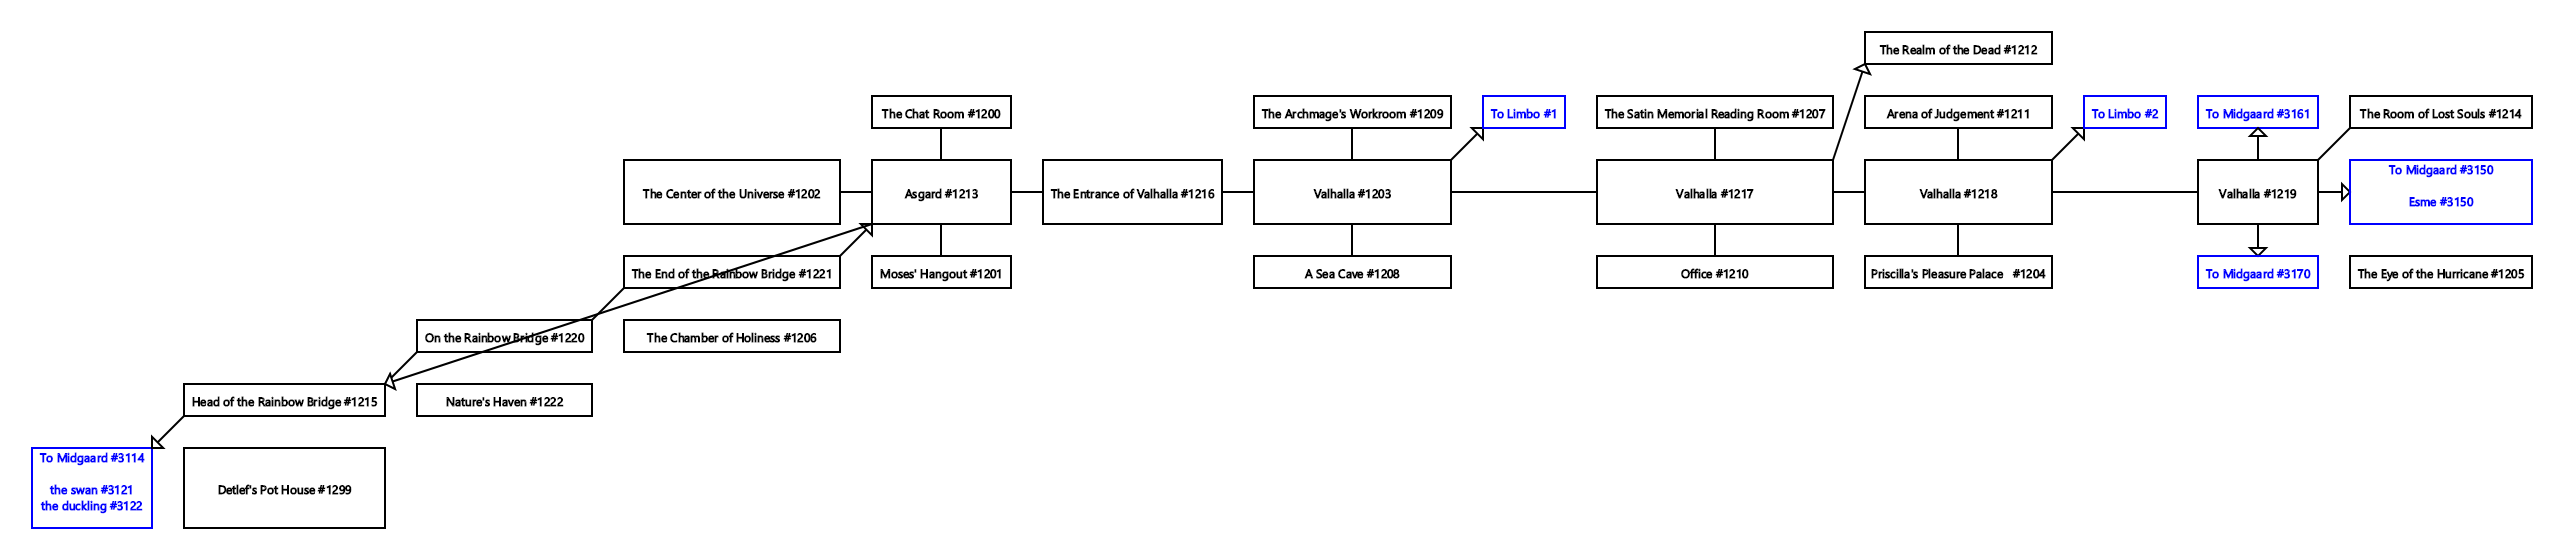 The Realm of the Dead #1212
The Chat Room #1200
The Archmage's Workroom #1209
To Limbo #1
The Satin Memorial Reading Room #1207
Arena of Judgement #1211
To Limbo #2
To Midgaard #3161
The Room of Lost Souls #1214
The Center of the Universe #1202
Asgard #1213
The Entrance of Valhalla #1216
Valhalla #1203
Valhalla #1217
Valhalla #1218
Valhalla #1219
To Midgaard #3150
Esme #3150
The End of the Rainbow Bridge #1221
Moses' Hangout #1201
A Sea Cave #1208
Office #1210
Priscilla's Pleasure Palace #1204
To Midgaard #3170
The Eye of the Hurricane #1205
On the Rainbow Bridge #1220
The Chamber of Holiness #1206
Head of the Rainbow Bridge #1215
Nature's Haven #1222
To Midgaard #3114
the swan #3121
the duckling #3122
Detlef's Pot House #1299